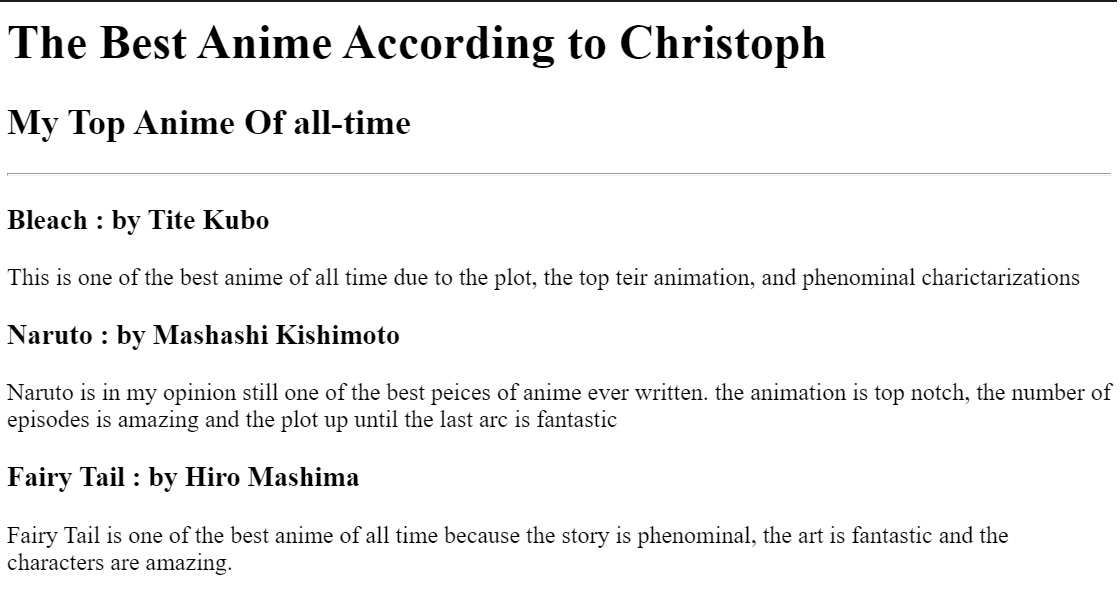 The Best Anime According to Christoph
My Top Anime Of all-time
Bleach : by Tite Kubo
This is one of the best anime of all time due to the plot, the top teir animation, and phenominal charictarizations
Naruto : by Mashashi Kishimoto
Naruto is in my opinion still one of the best peices of anime ever written. the animation is top notch, the number of
episodes is amazing and the plot up until the last arc is fantastic
Fairy Tail : by Hiro Mashima
Fairy Tail is one of the best anime of all time because the story is phenominal, the art is fantastic and the
characters are amazing.